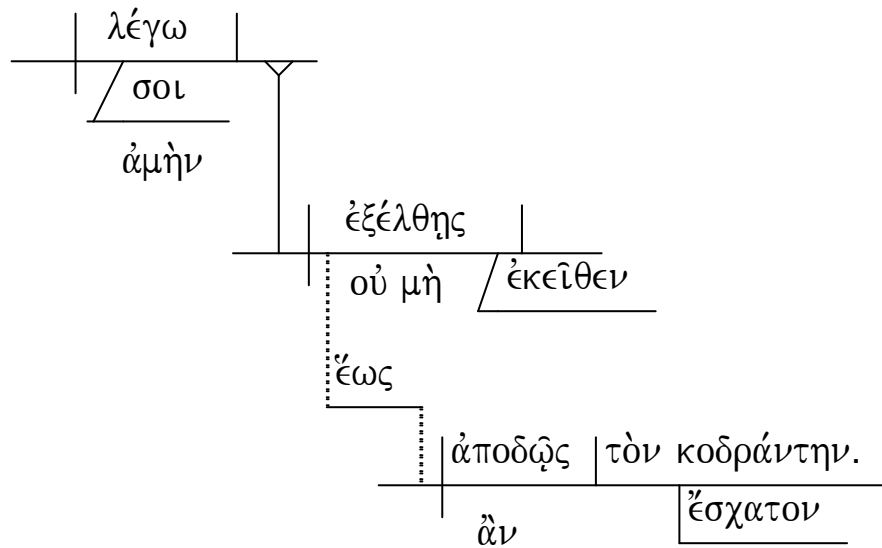 λέγω
σοι
ἀμὴν
ἐξέλθῃς
οὐ μὴ ἐκεῖθεν
ἕως
ἀποδῷς τὸν κοδράντην.
ἂν ἔσχατον